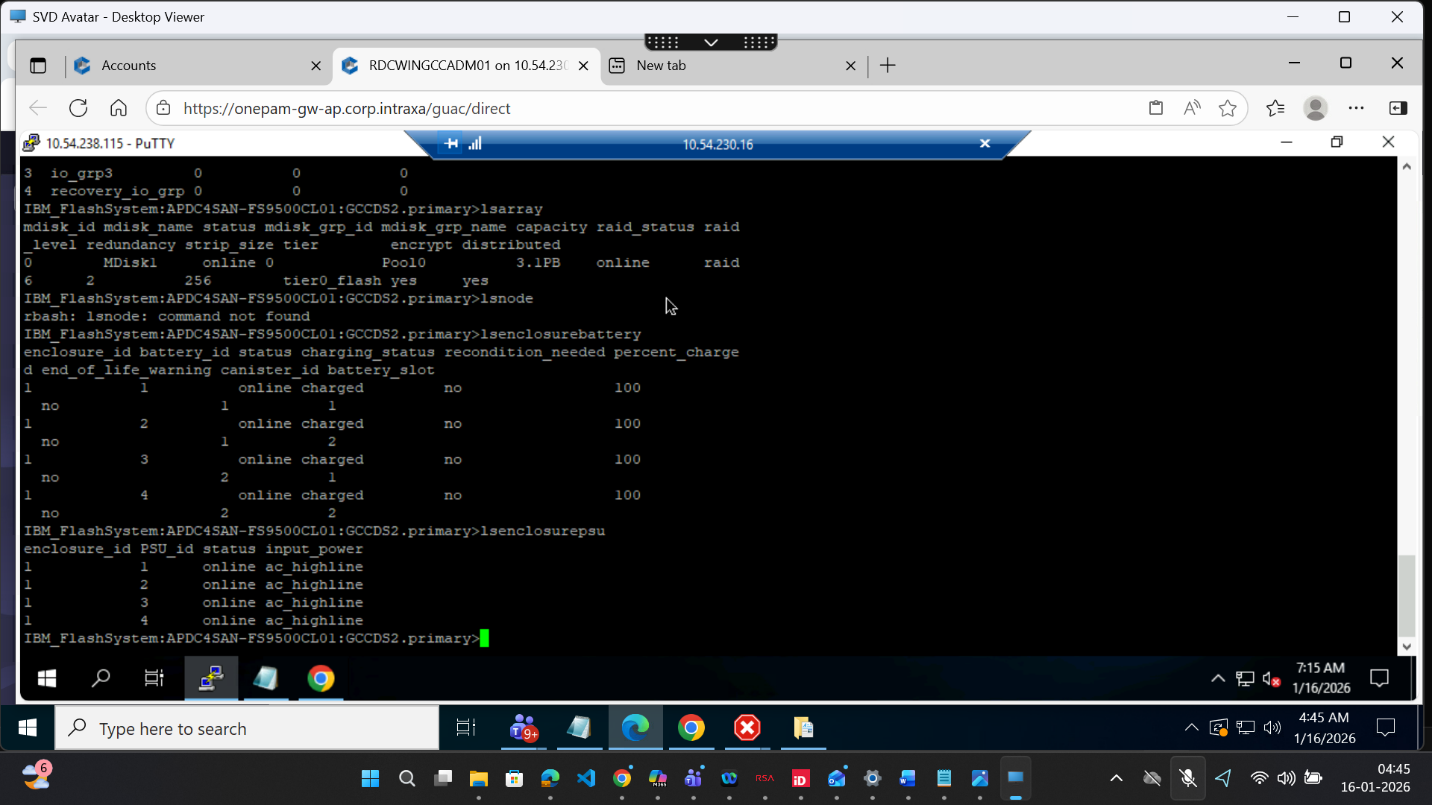 SVD Avatar - Desktop Viewer
Accounts
RDCWINGCCADM01 on 10.54.230
New tab
https://onepam-gw-ap.corp.intraxa/guac/direct
10.54.238.115 - PuTTY
10.54.230.16
3 io_grp3 0 0 0
4 recovery_io_grp 0 0 0
IBM_FlashSystem:APDC4SAN-FS9500CL01:GCCDS2.primary>lsarray
mdisk_id mdisk_name status mdisk_grp_id mdisk_grp_name capacity raid_status raid
_level redundancy strip_size tier encrypt distributed
0 MDisk1 online 0 Pool0 3.1PB online raid
6 2 256 tier0_flash yes yes
IBM_FlashSystem:APDC4SAN-FS9500CL01:GCCDS2.primary>lsnode
rbash: lsnode: command not found
IBM_FlashSystem:APDC4SAN-FS9500CL01:GCCDS2.primary>lsenclosurebattery
enclosure_id battery_id status charging_status recondition_needed percent_charge
d end_of_life_warning canister_id battery_slot
1 1 online charged no 100
no 1 1
1 2 online charged no 100
no 1 2
1 3 online charged no 100
no 2 1
1 4 online charged no 100
no 2 2
IBM_FlashSystem:APDC4SAN-FS9500CL01:GCCDS2.primary>lsenclosurepsu
enclosure_id PSU_id status input_power
1 1 online ac_highline
1 2 online ac_highline
1 3 online ac_highline
1 4 online ac_highline
IBM_FlashSystem:APDC4SAN-FS9500CL01:GCCDS2.primary>
7:15 AM
1/16/2026
Type here to search
9+
4:45 AM
1/16/2026
6
RSA
iD
04:45
16-01-2026